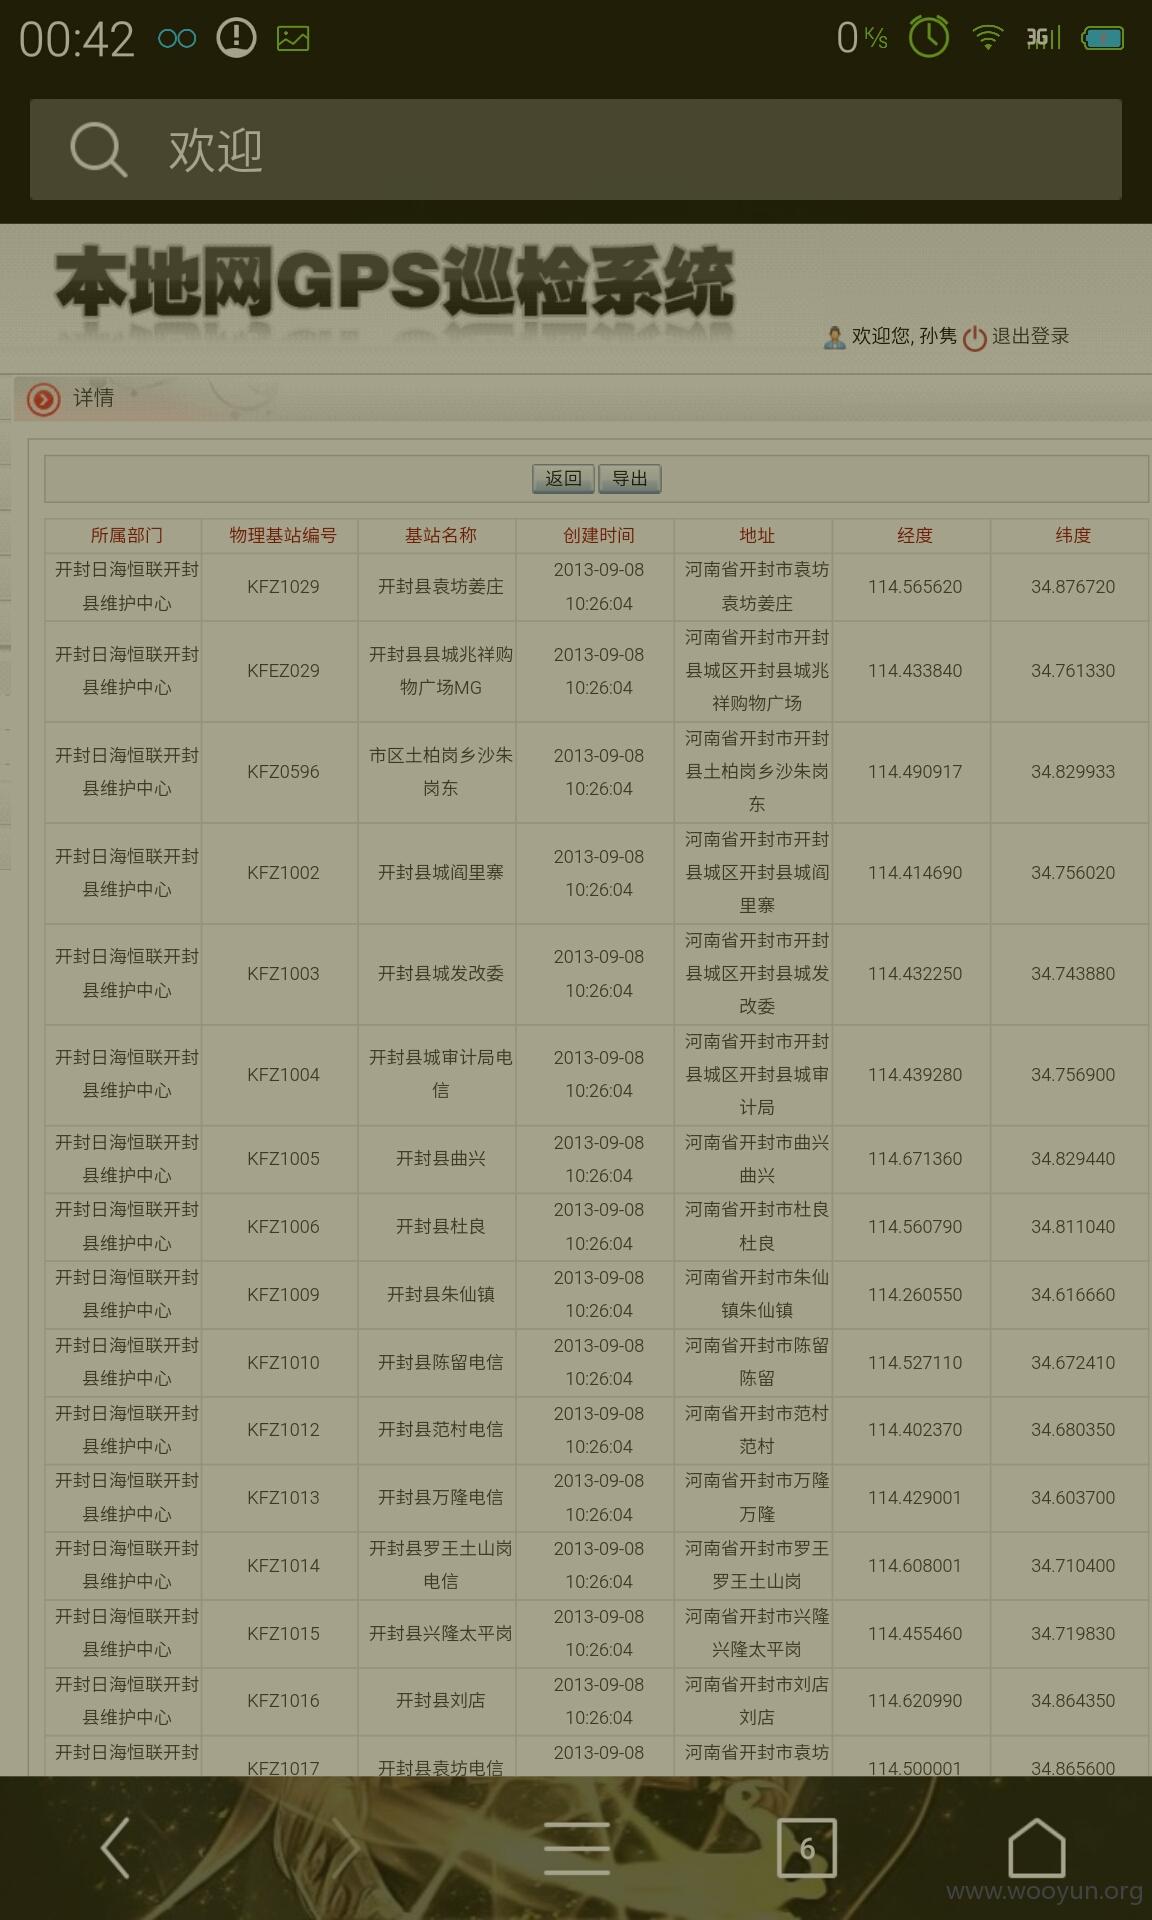 00:42
0 K/s
3G
欢迎
本地网GPS巡检系统
欢迎您, 孙隽 退出登录
详情
返回 导出
所属部门 物理基站编号 基站名称 创建时间 地址 经度 纬度
开封日海恒联开封县维护中心 KFZ1029 开封县袁坊姜庄 2013-09-08 10:26:04 河南省开封市袁坊袁坊姜庄 114.565620 34.876720
开封日海恒联开封县维护中心 KFEZ029 开封县县城兆祥购物广场MG 2013-09-08 10:26:04 河南省开封市开封县城区开封县城兆祥购物广场 114.433840 34.761330
开封日海恒联开封县维护中心 KFZ0596 市区土柏岗乡沙朱岗东 2013-09-08 10:26:04 河南省开封市开封县土柏岗乡沙朱岗东 114.490917 34.829933
开封日海恒联开封县维护中心 KFZ1002 开封县城阎里寨 2013-09-08 10:26:04 河南省开封市开封县城区开封县城阎里寨 114.414690 34.756020
开封日海恒联开封县维护中心 KFZ1003 开封县城发改委 2013-09-08 10:26:04 河南省开封市开封县城区开封县城发改委 114.432250 34.743880
开封日海恒联开封县维护中心 KFZ1004 开封县城审计局电信 2013-09-08 10:26:04 河南省开封市开封县城区开封县城审计局 114.439280 34.756900
开封日海恒联开封县维护中心 KFZ1005 开封县曲兴 2013-09-08 10:26:04 河南省开封市曲兴曲兴 114.671360 34.829440
开封日海恒联开封县维护中心 KFZ1006 开封县杜良 2013-09-08 10:26:04 河南省开封市杜良杜良 114.560790 34.811040
开封日海恒联开封县维护中心 KFZ1009 开封县朱仙镇 2013-09-08 10:26:04 河南省开封市朱仙镇朱仙镇 114.260550 34.616660
开封日海恒联开封县维护中心 KFZ1010 开封县陈留电信 2013-09-08 10:26:04 河南省开封市陈留陈留 114.527110 34.672410
开封日海恒联开封县维护中心 KFZ1012 开封县范村电信 2013-09-08 10:26:04 河南省开封市范村范村 114.402370 34.680350
开封日海恒联开封县维护中心 KFZ1013 开封县万隆电信 2013-09-08 10:26:04 河南省开封市万隆万隆 114.429001 34.603700
开封日海恒联开封县维护中心 KFZ1014 开封县罗王土山岗电信 2013-09-08 10:26:04 河南省开封市罗王罗王土山岗 114.608001 34.710400
开封日海恒联开封县维护中心 KFZ1015 开封县兴隆太平岗 2013-09-08 10:26:04 河南省开封市兴隆兴隆太平岗 114.455460 34.719830
开封日海恒联开封县维护中心 KFZ1016 开封县刘店 2013-09-08 10:26:04 河南省开封市刘店刘店 114.620990 34.864350
开封日海恒联开封 KFZ1017 开封县袁坊电信 2013-09-08 河南省开封市袁坊 114.500001 34.865600
6
www.wooyun.org